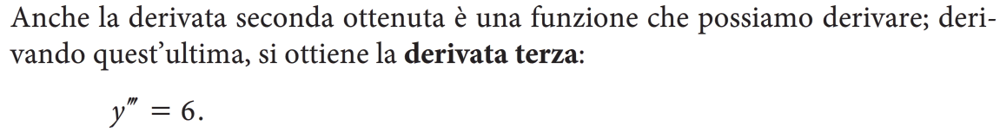 Anche la derivata seconda ottenuta è una funzione che possiamo derivare; deri-
vando quest’ultima, si ottiene la derivata terza:
y‴ = 6.